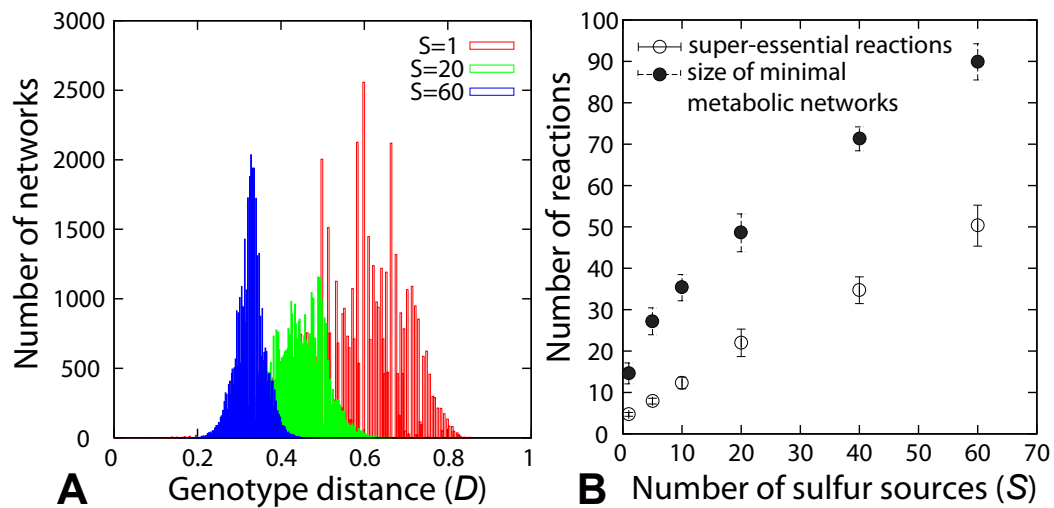 3000
2500
2000
1500
1000
500
0
Number of networks
S=1
S=20
S=60
0
0.2
0.4
0.6
0.8
1
A
Genotype distance (D)
100
90
80
70
60
50
40
30
20
10
0
Number of reactions
super-essential reactions
size of minimal
metabolic networks
0
10
20
30
40
50
60
70
B
Number of sulfur sources (S)